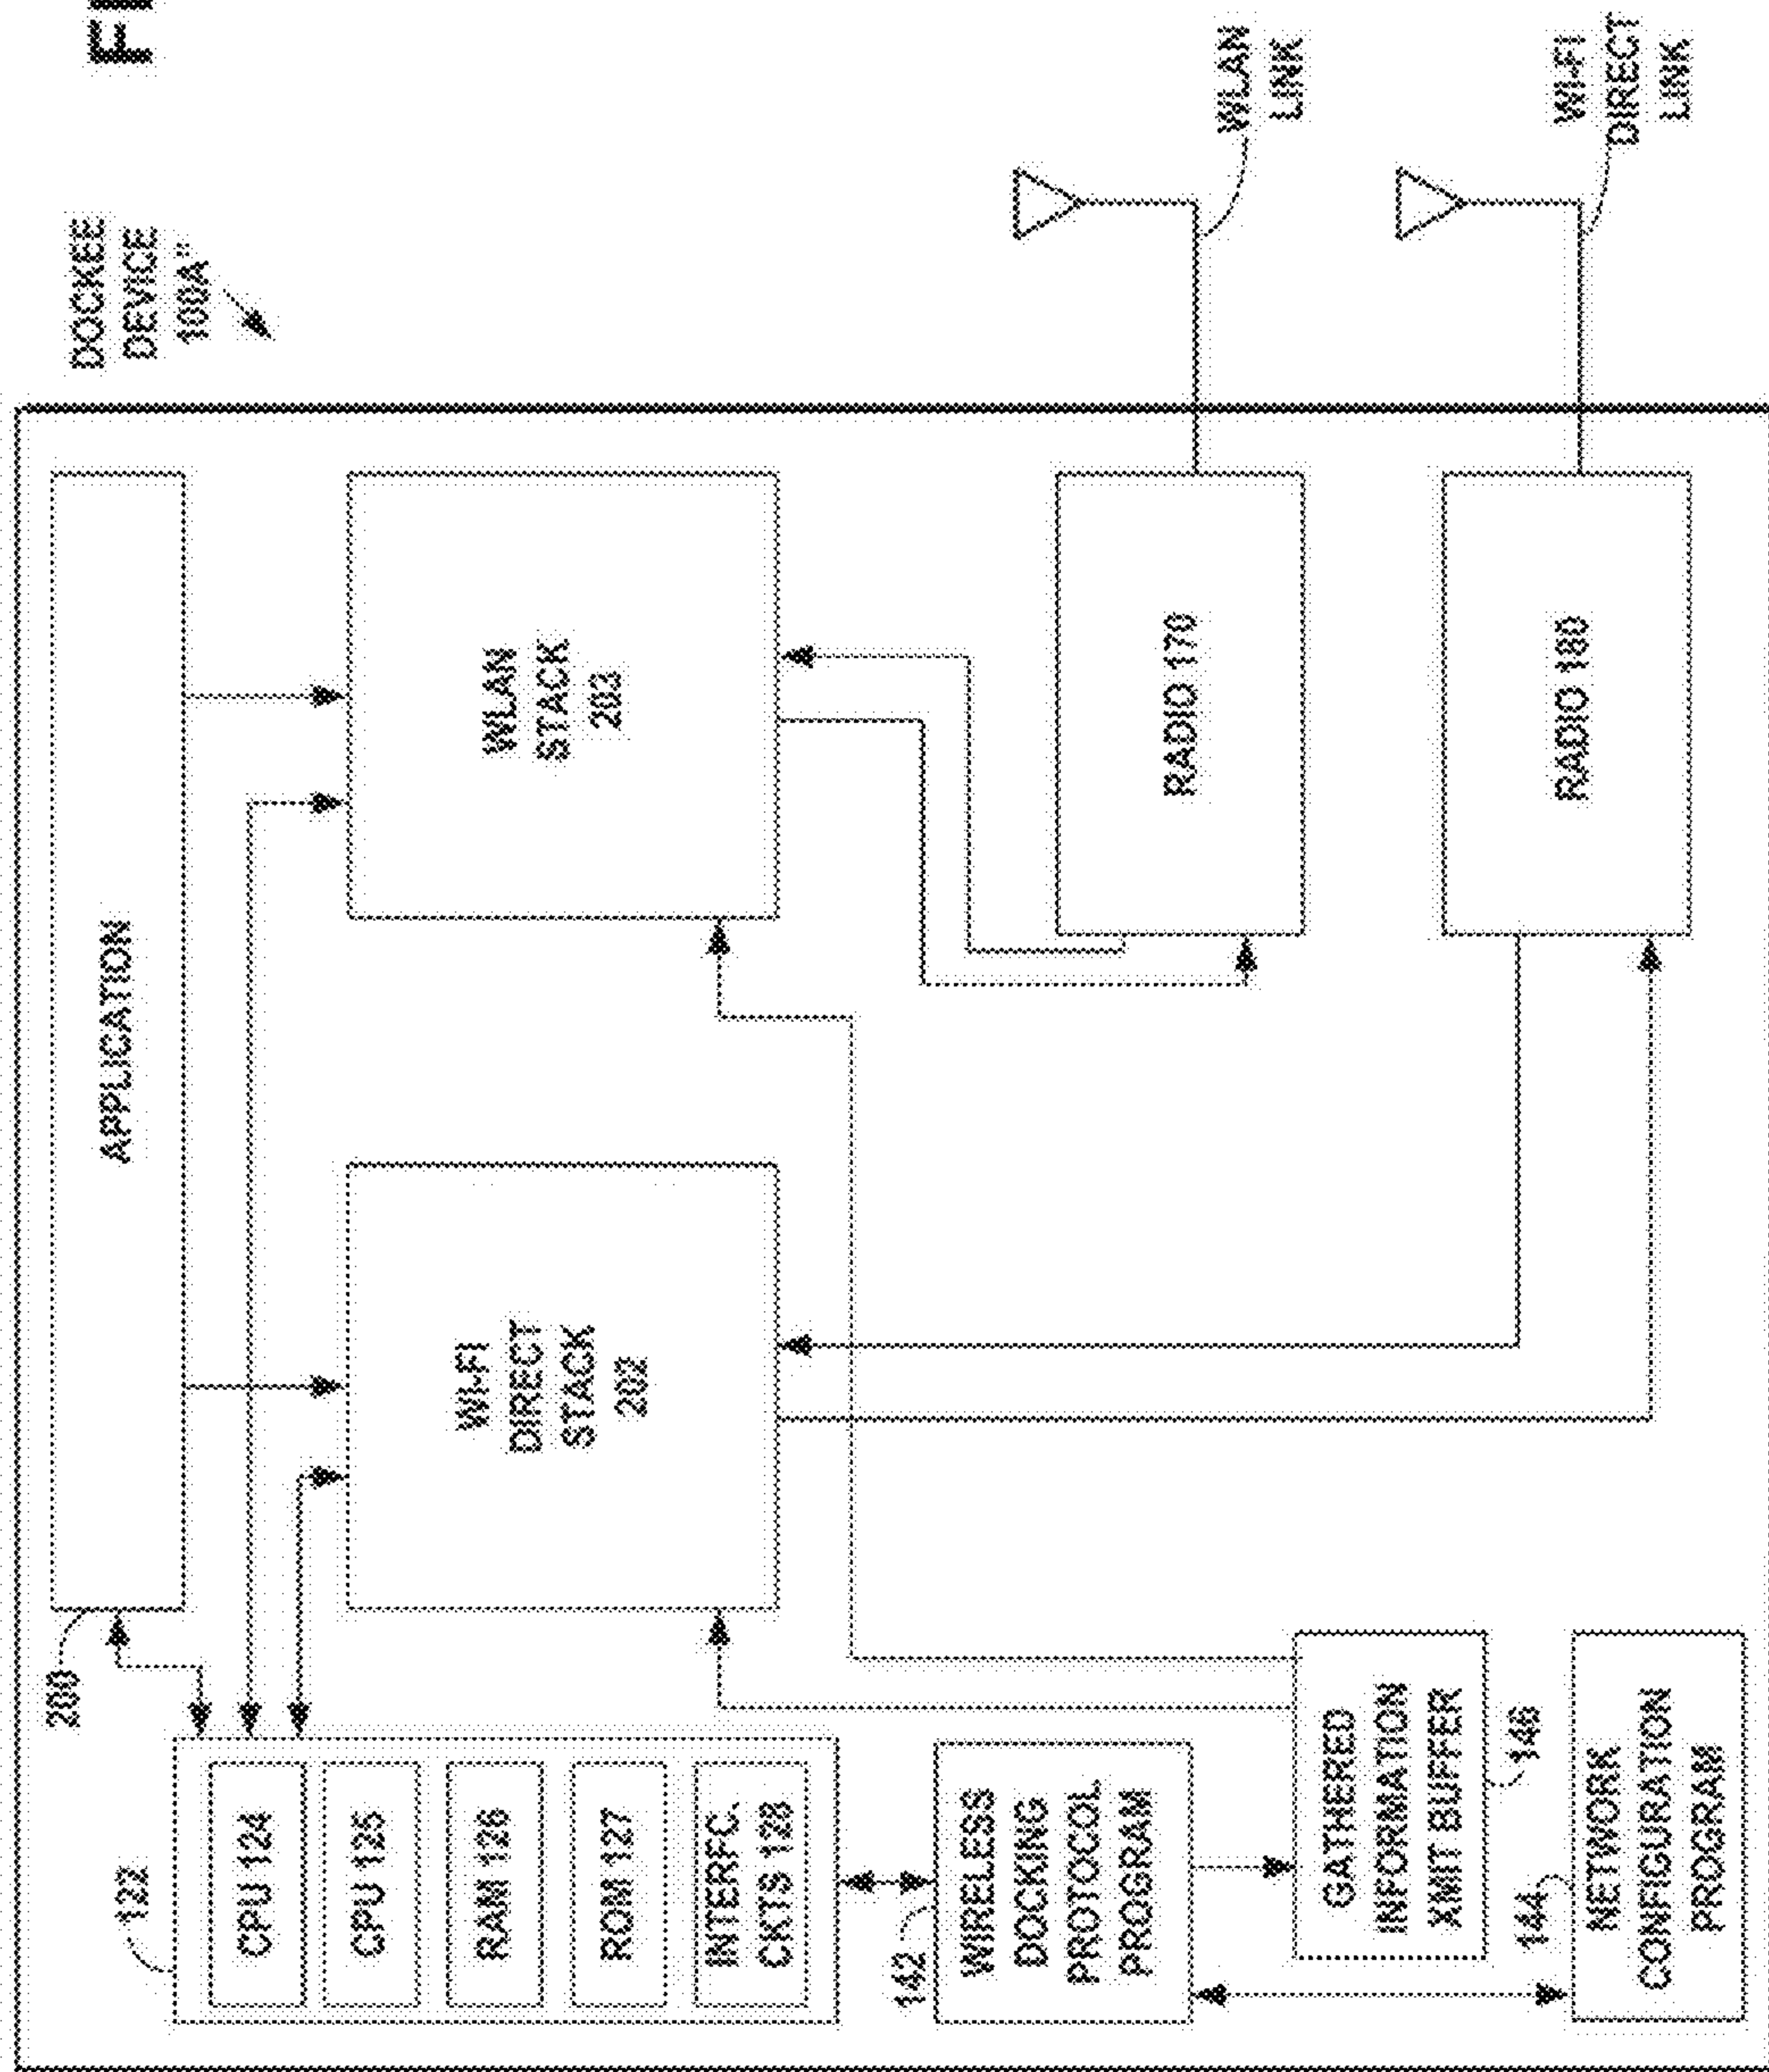 DOCKEE
DEVICE
100A"
200
APPLICATION
122
CPU 124
CPU 125
RAM 126
ROM 127
INTERFC.
CKTS 128
WI-FI
DIRECT
STACK
202
WLAN
STACK
203
142
WIRELESS
DOCKING
PROTOCOL
PROGRAM
GATHERED
INFORMATION
XMIT BUFFER
146
144
NETWORK
CONFIGURATION
PROGRAM
RADIO 170
RADIO 180
WLAN
LINK
WI-FI
DIRECT
LINK